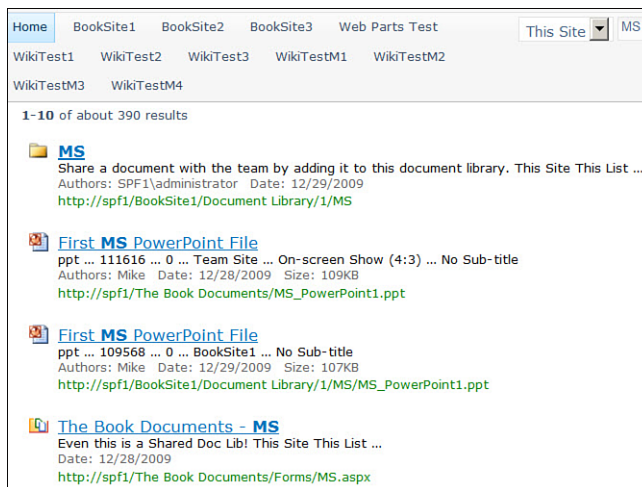 Home BookSite1 BookSite2 BookSite3 Web Parts Test This Site MS
WikiTest1 WikiTest2 WikiTest3 WikiTestM1 WikiTestM2
WikiTestM3 WikiTestM4
1-10 of about 390 results
MS
Share a document with the team by adding it to this document library. This Site This List ...
Authors: SPF1\administrator Date: 12/29/2009
http://spf1/BookSite1/Document Library/1/MS
First MS PowerPoint File
ppt ... 111616 ... 0 ... Team Site ... On-screen Show (4:3) ... No Sub-title
Authors: Mike Date: 12/28/2009 Size: 109KB
http://spf1/The Book Documents/MS_PowerPoint1.ppt
First MS PowerPoint File
ppt ... 109568 ... 0 ... BookSite1 ... No Sub-title
Authors: Mike Date: 12/29/2009 Size: 107KB
http://spf1/BookSite1/Document Library/1/MS/MS_PowerPoint1.ppt
The Book Documents - MS
Even this is a Shared Doc Lib! This Site This List ...
Date: 12/28/2009
http://spf1/The Book Documents/Forms/MS.aspx